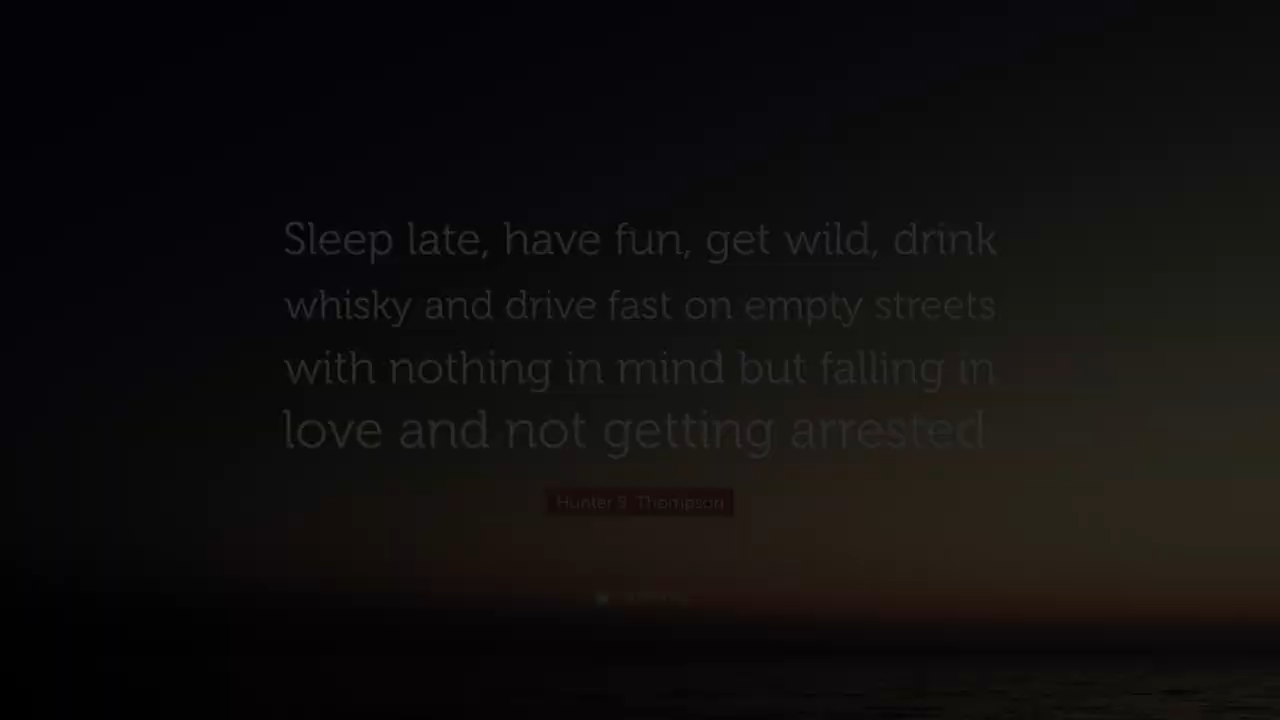 Sleep late, have fun, get wild, drink
whisky and drive fast on empty streets
with nothing in mind but falling in
love and not getting arrested
Hunter S. Thompson